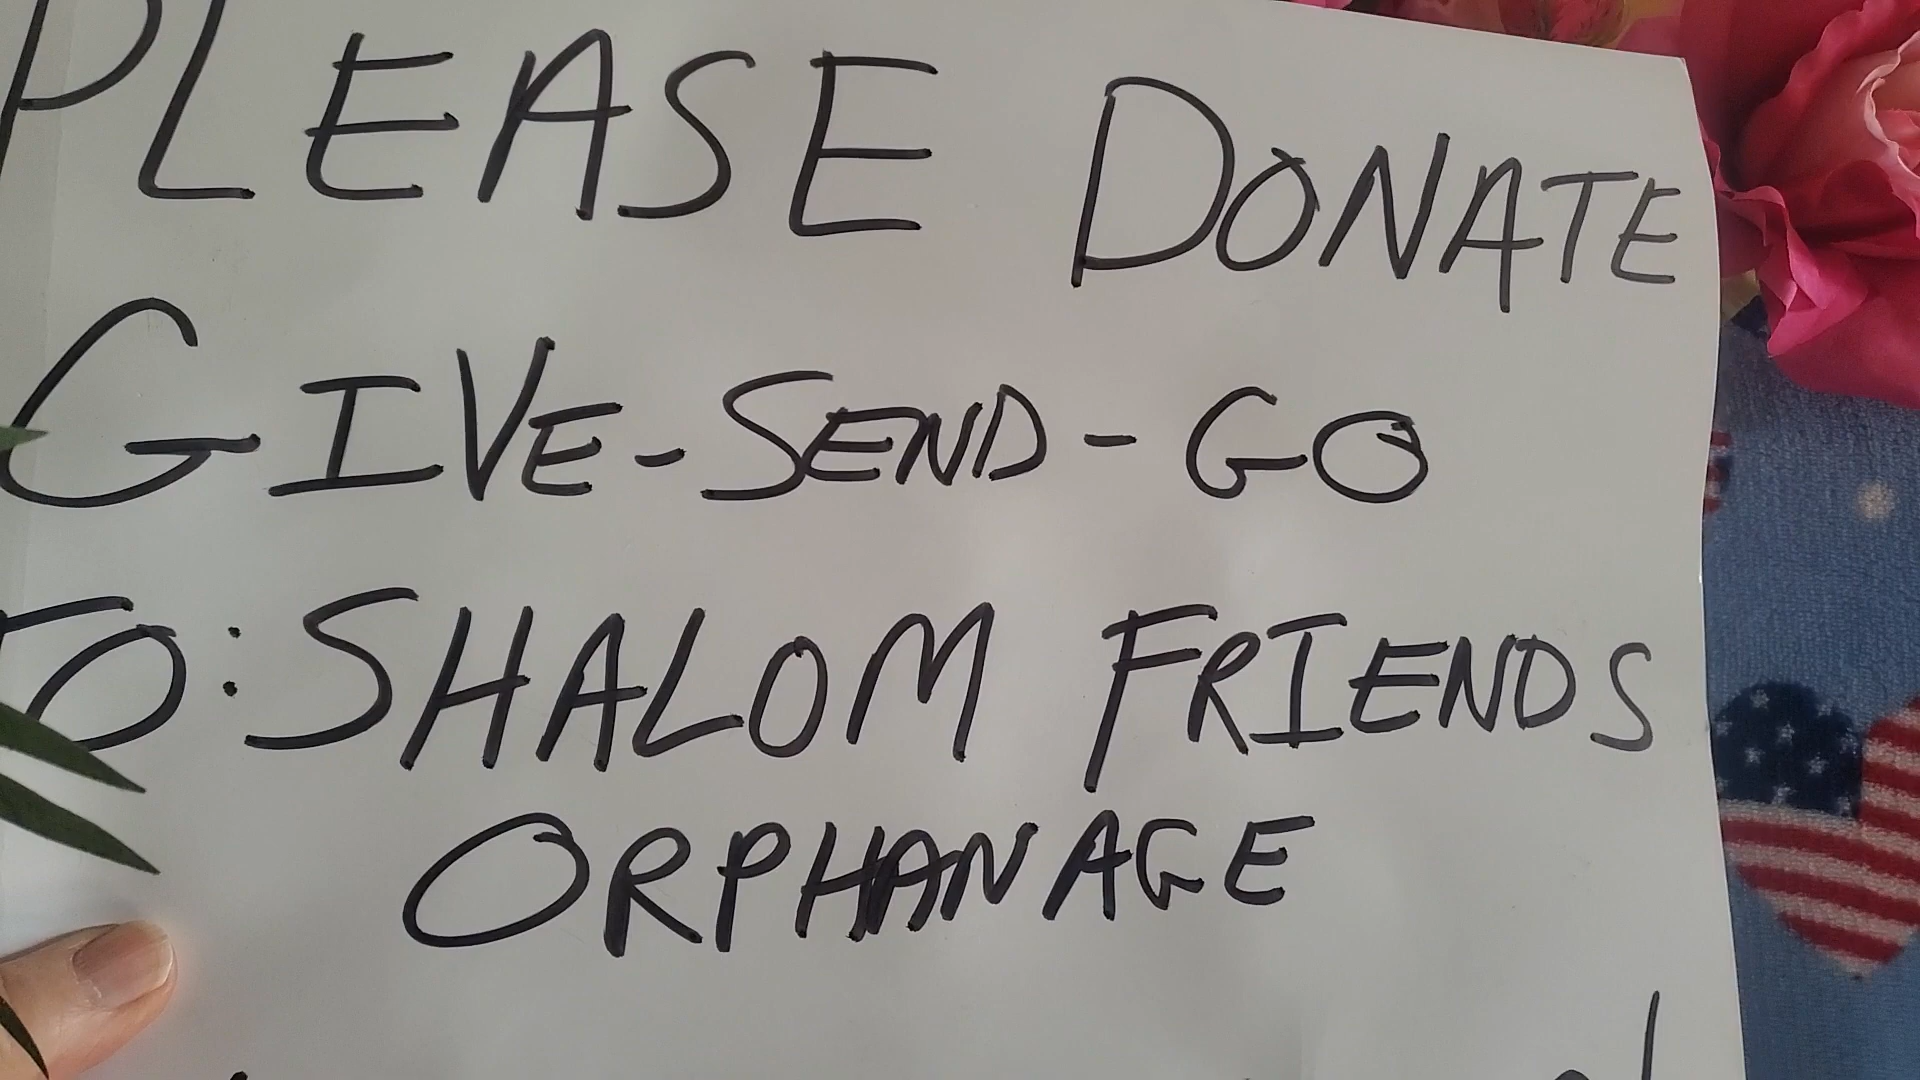 PLEASE DONATE
GIVE-SEND-GO
TO: SHALOM FRIENDS
ORPHANAGE